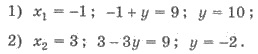 1) x₁ = −1; −1 + y = 9; y = 10;
2) x₂ = 3; 3 − 3y = 9; y = −2.